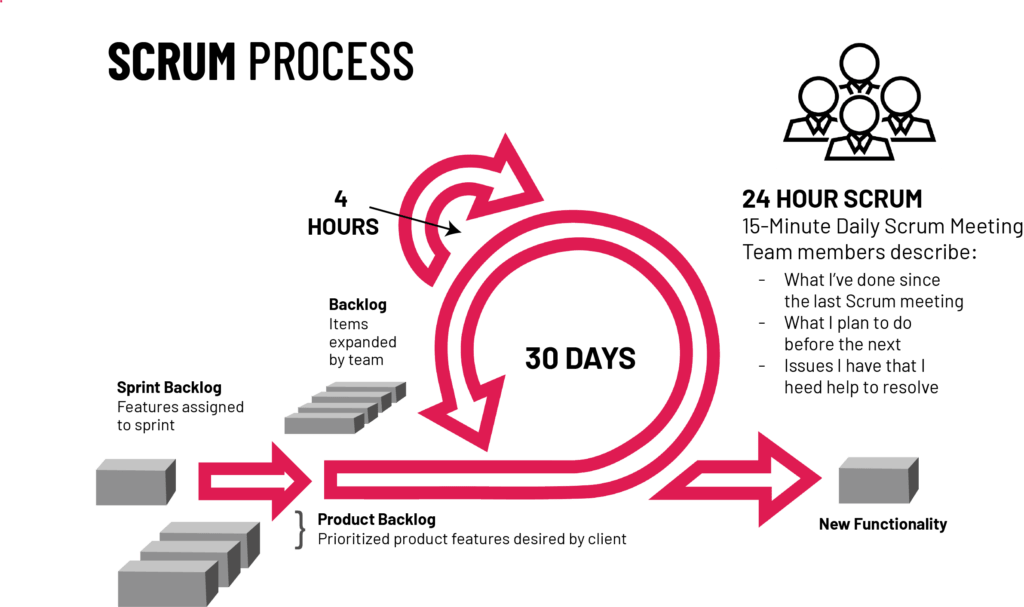 SCRUM PROCESS
4
HOURS
24 HOUR SCRUM
15-Minute Daily Scrum Meeting
Team members describe:
- What I've done since
the last Scrum meeting
- What I plan to do
before the next
- Issues I have that I
heed help to resolve
Backlog
Items
expanded
by team
30 DAYS
Sprint Backlog
Features assigned
to sprint
} Product Backlog
Prioritized product features desired by client
New Functionality